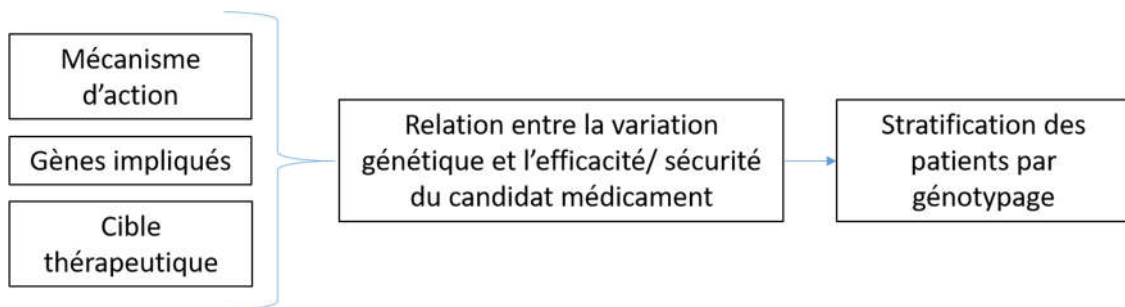 Mécanisme
d’action
Gènes impliqués
Cible
thérapeutique
Relation entre la variation
génétique et l’efficacité/ sécurité
du candidat médicament
Stratification des
patients par
génotypage